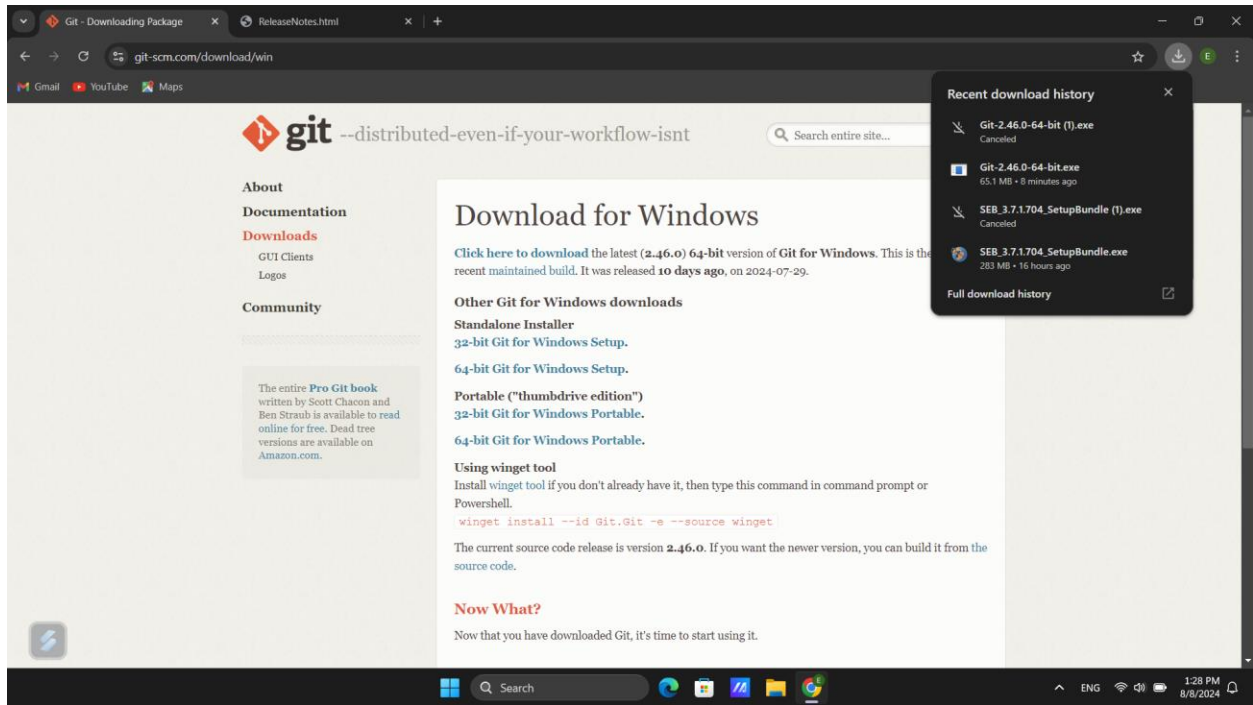 Git - Downloading Package
ReleaseNotes.html
git-scm.com/download/win
E
Gmail
YouTube
Maps
git --distributed-even-if-your-workflow-isnt
Search entire site...
About
Documentation
Downloads
GUI Clients
Logos
Community
The entire Pro Git book
written by Scott Chacon and
Ben Straub is available to read
online for free. Dead tree
versions are available on
Amazon.com.
Download for Windows
Click here to download the latest (2.46.0) 64-bit version of Git for Windows. This is the
recent maintained build. It was released 10 days ago, on 2024-07-29.
Other Git for Windows downloads
Standalone Installer
32-bit Git for Windows Setup.
64-bit Git for Windows Setup.
Portable ("thumbdrive edition")
32-bit Git for Windows Portable.
64-bit Git for Windows Portable.
Using winget tool
Install winget tool if you don't already have it, then type this command in command prompt or
Powershell.
winget install --id Git.Git -e --source winget
The current source code release is version 2.46.0. If you want the newer version, you can build it from the
source code.
Now What?
Now that you have downloaded Git, it's time to start using it.
Recent download history
Git-2.46.0-64-bit (1).exe
Canceled
Git-2.46.0-64-bit.exe
65.1 MB • 8 minutes ago
SEB_3.7.1.704_SetupBundle (1).exe
Canceled
SEB_3.7.1.704_SetupBundle.exe
283 MB • 16 hours ago
Full download history
Search
ENG
1:28 PM
8/8/2024